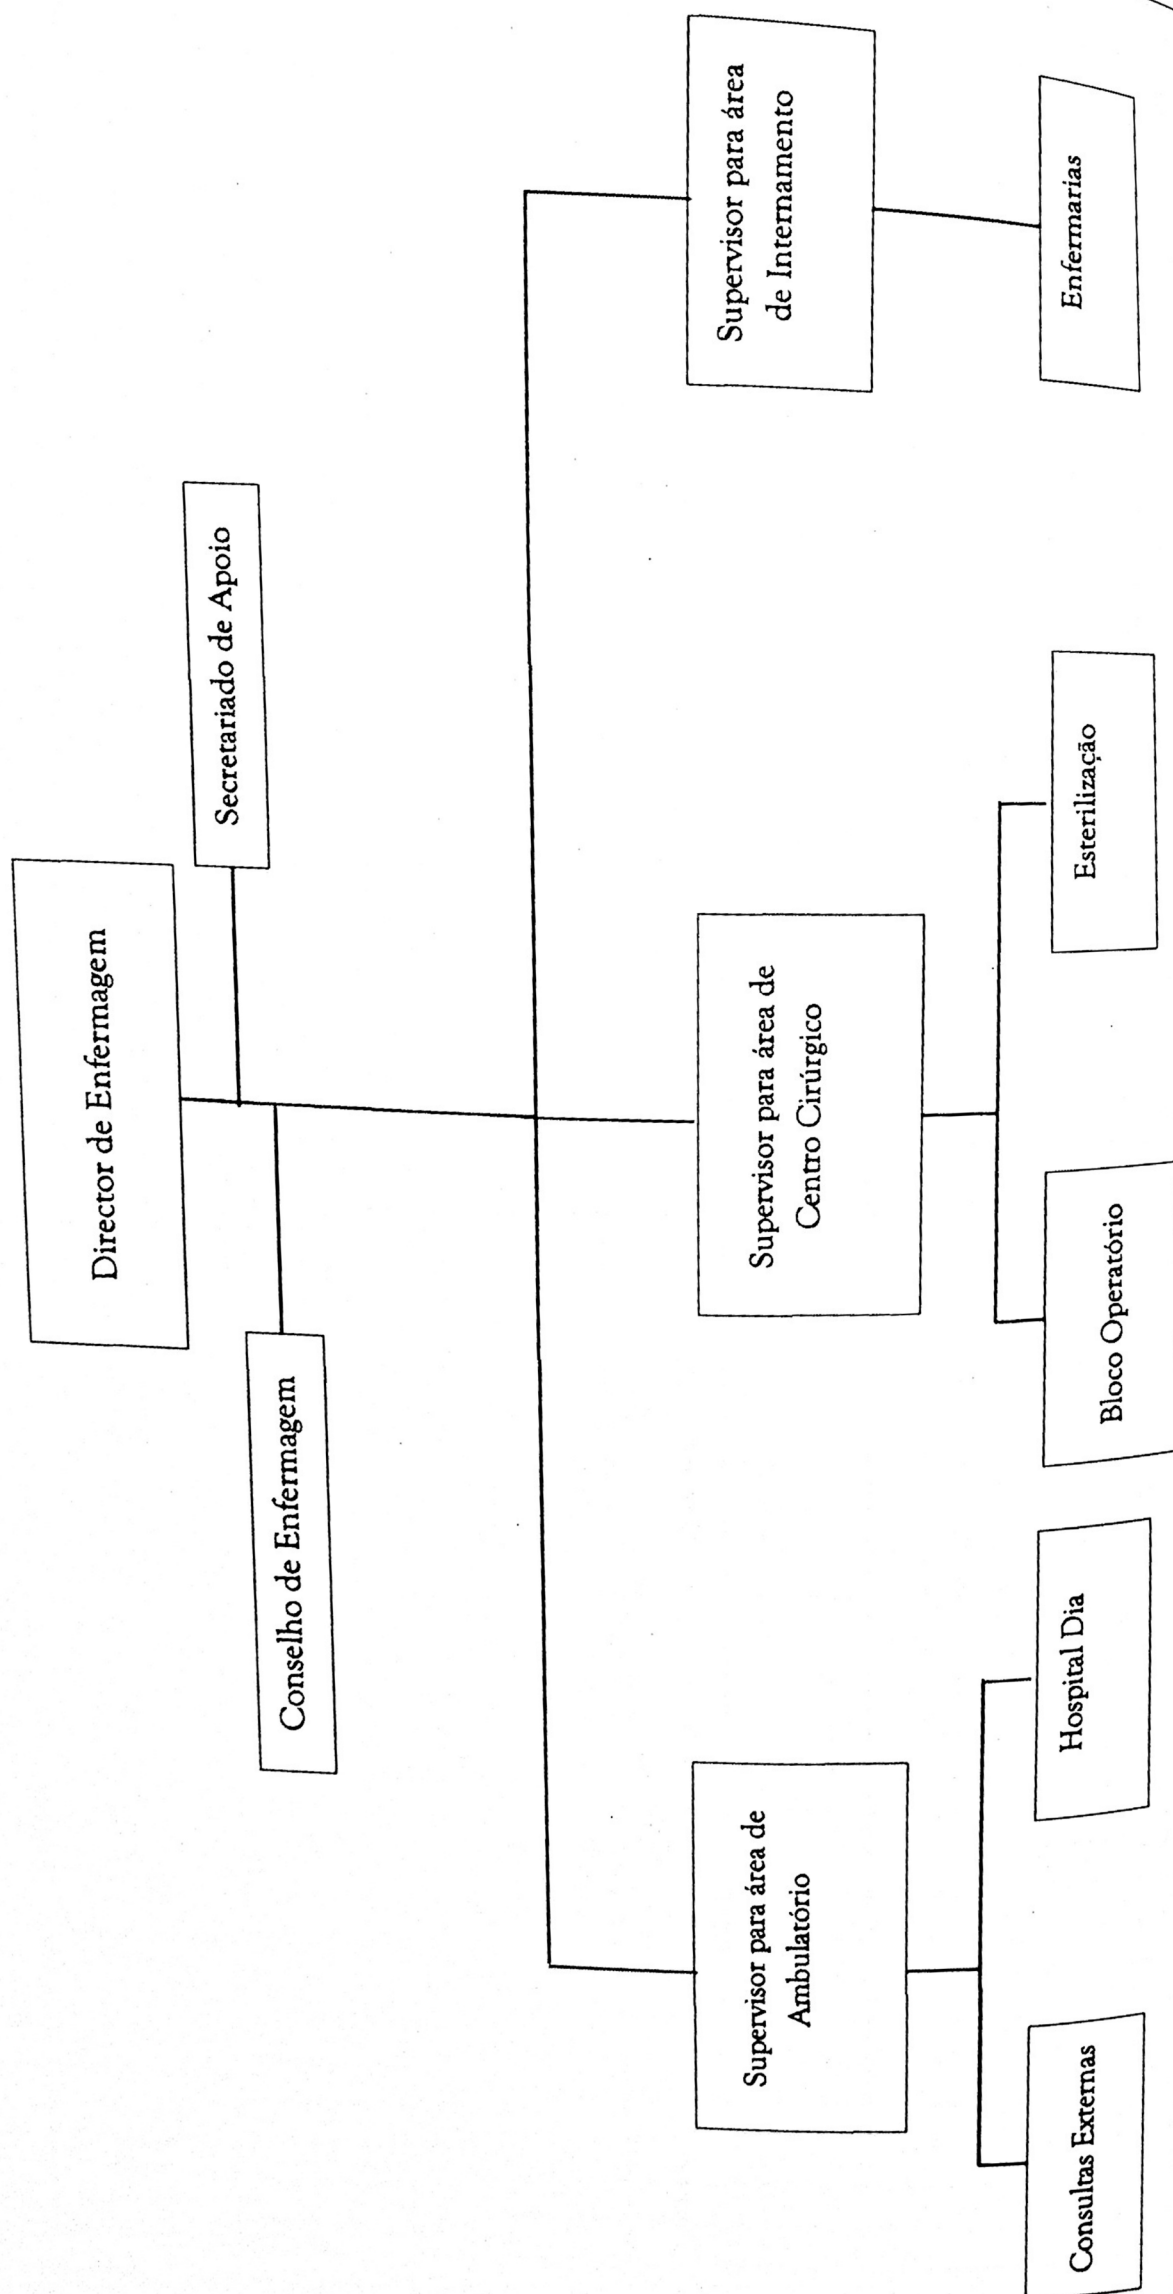 Director de Enfermagem
Conselho de Enfermagem
Secretariado de Apoio
Supervisor para área de
Ambulatório
Supervisor para área de
Centro Cirúrgico
Supervisor para área
de Internamento
Consultas Externas
Hospital Dia
Bloco Operatório
Esterilização
Enfermarias